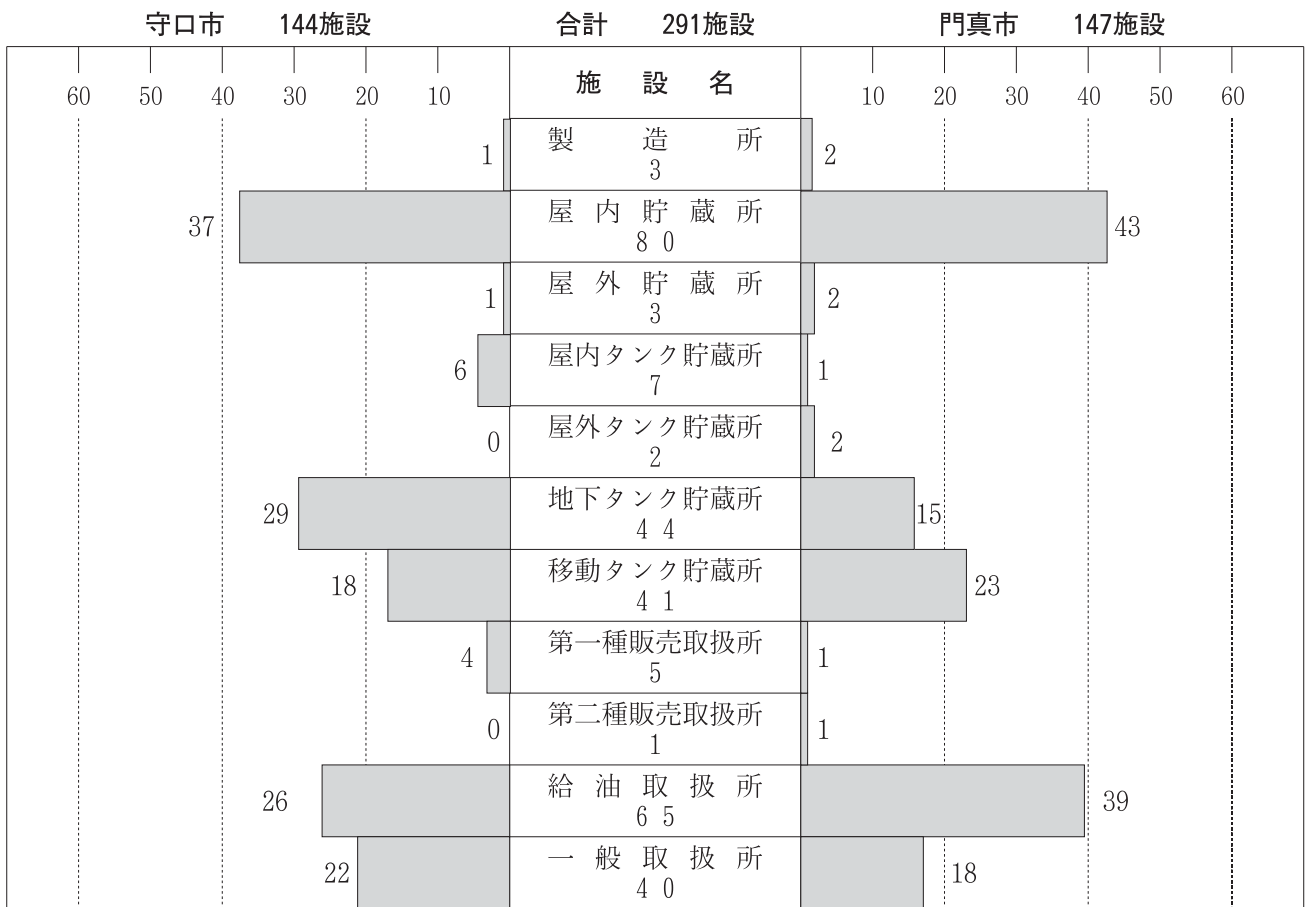 守口市 144施設 合計 291施設 門真市 147施設
60 50 40 30 20 10 施設名 10 20 30 40 50 60
製造所
1 3 2
屋内貯蔵所
37 80 43
屋外貯蔵所
1 3 2
屋内タンク貯蔵所
6 7 1
屋外タンク貯蔵所
0 2 2
地下タンク貯蔵所
29 44 15
移動タンク貯蔵所
18 41 23
第一種販売取扱所
4 5 1
第二種販売取扱所
0 1 1
給油取扱所
26 65 39
一般取扱所
22 40 18